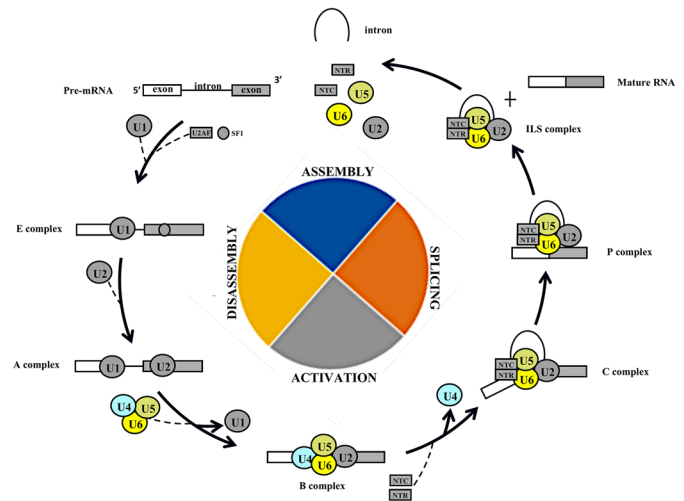 intron
NTR
NTC
U5
U6
U2
Pre-mRNA
5′
exon
intron
exon
3′
U1
U2AF
SF1
E complex
U1
U2
A complex
U1
U2
U4
U5
U6
U1
B complex
U4
U5
U6
U2
NTC
NTR
U4
C complex
NTC
NTR
U5
U6
U2
P complex
NTC
NTR
U5
U6
U2
ILS complex
NTC
NTR
U5
U6
U2
+
Mature RNA
ASSEMBLY
SPLICING
ACTIVATION
DISASSEMBLY